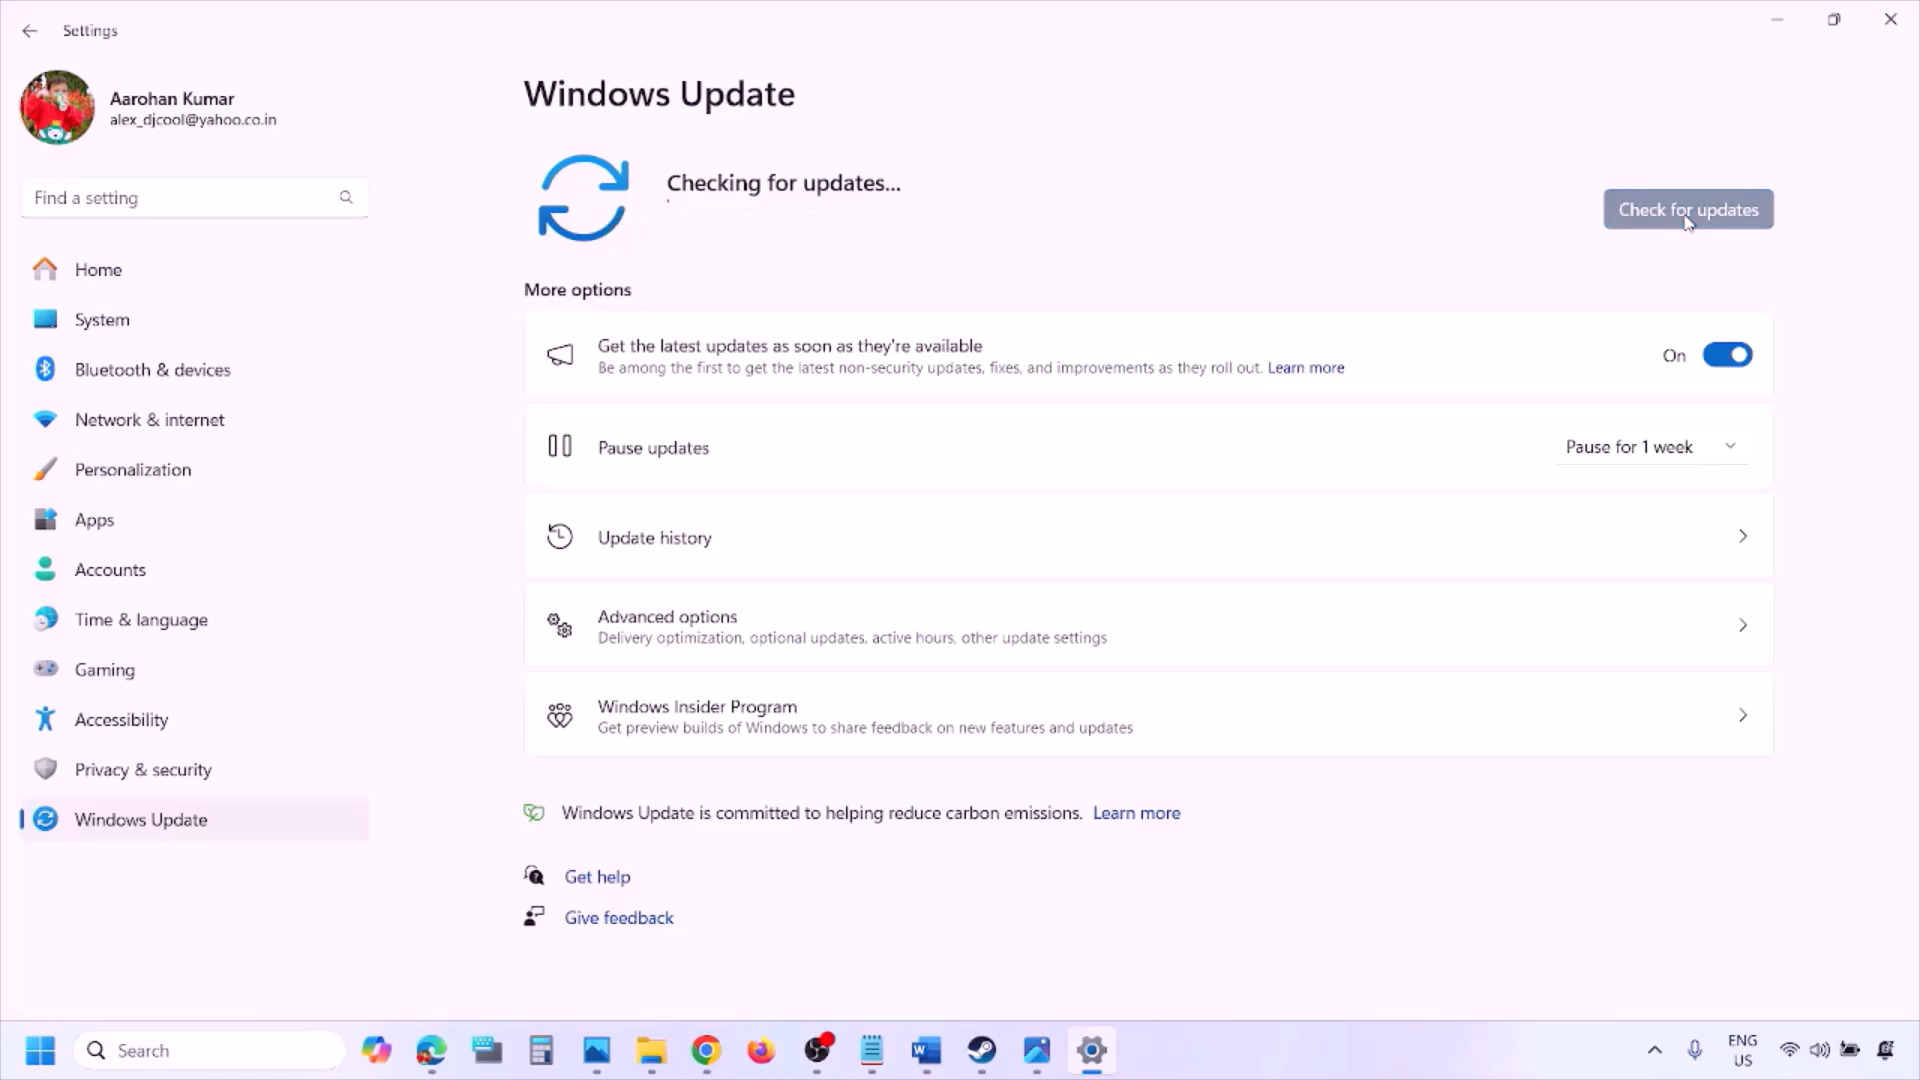 Settings
Aarohan Kumar
alex_djcool@yahoo.co.in
Find a setting
Home
System
Bluetooth & devices
Network & internet
Personalization
Apps
Accounts
Time & language
Gaming
Accessibility
Privacy & security
Windows Update
Windows Update
Checking for updates...
Check for updates
More options
Get the latest updates as soon as they're available
Be among the first to get the latest non-security updates, fixes, and improvements as they roll out. Learn more
On
Pause updates
Pause for 1 week
Update history
Advanced options
Delivery optimization, optional updates, active hours, other update settings
Windows Insider Program
Get preview builds of Windows to share feedback on new features and updates
Windows Update is committed to helping reduce carbon emissions. Learn more
Get help
Give feedback
Search
ENG
US